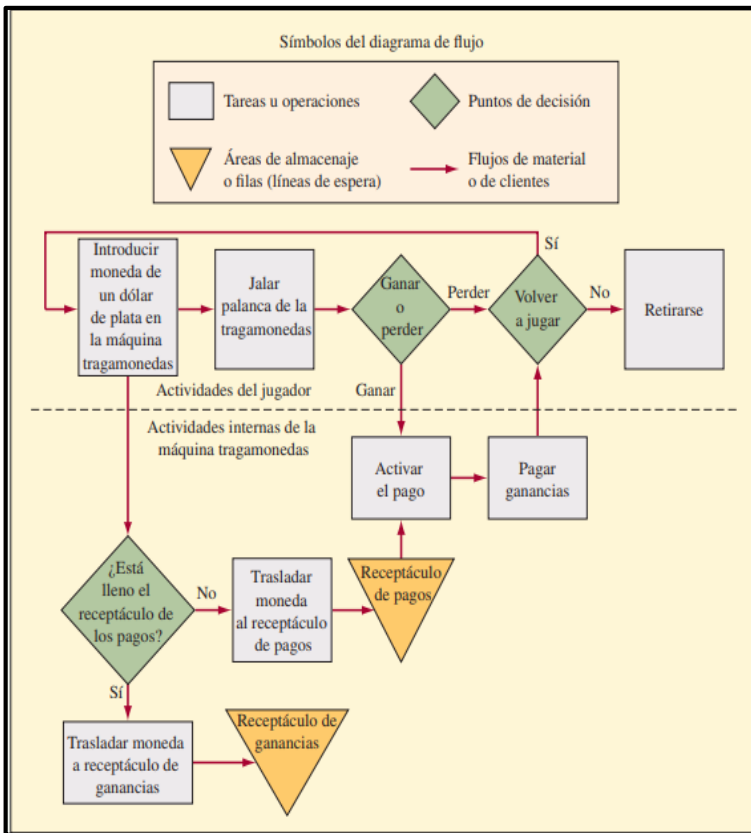 Símbolos del diagrama de flujo
Tareas u operaciones
Puntos de decisión
Áreas de almacenaje
o filas (líneas de espera)
Flujos de material
o de clientes
Introducir
moneda de
un dólar
de plata en
la máquina
tragamonedas
Jalar
palanca de la
tragamonedas
Ganar
o
perder
Perder
Sí
Volver
a jugar
No
Retirarse
Actividades del jugador
Ganar
Actividades internas de la
máquina tragamonedas
Activar
el pago
Pagar
ganancias
¿Está
lleno el
receptáculo de
los pagos?
No
Trasladar
moneda
al receptáculo
de pagos
Receptáculo
de pagos
Sí
Trasladar moneda
a receptáculo de
ganancias
Receptáculo de
ganancias